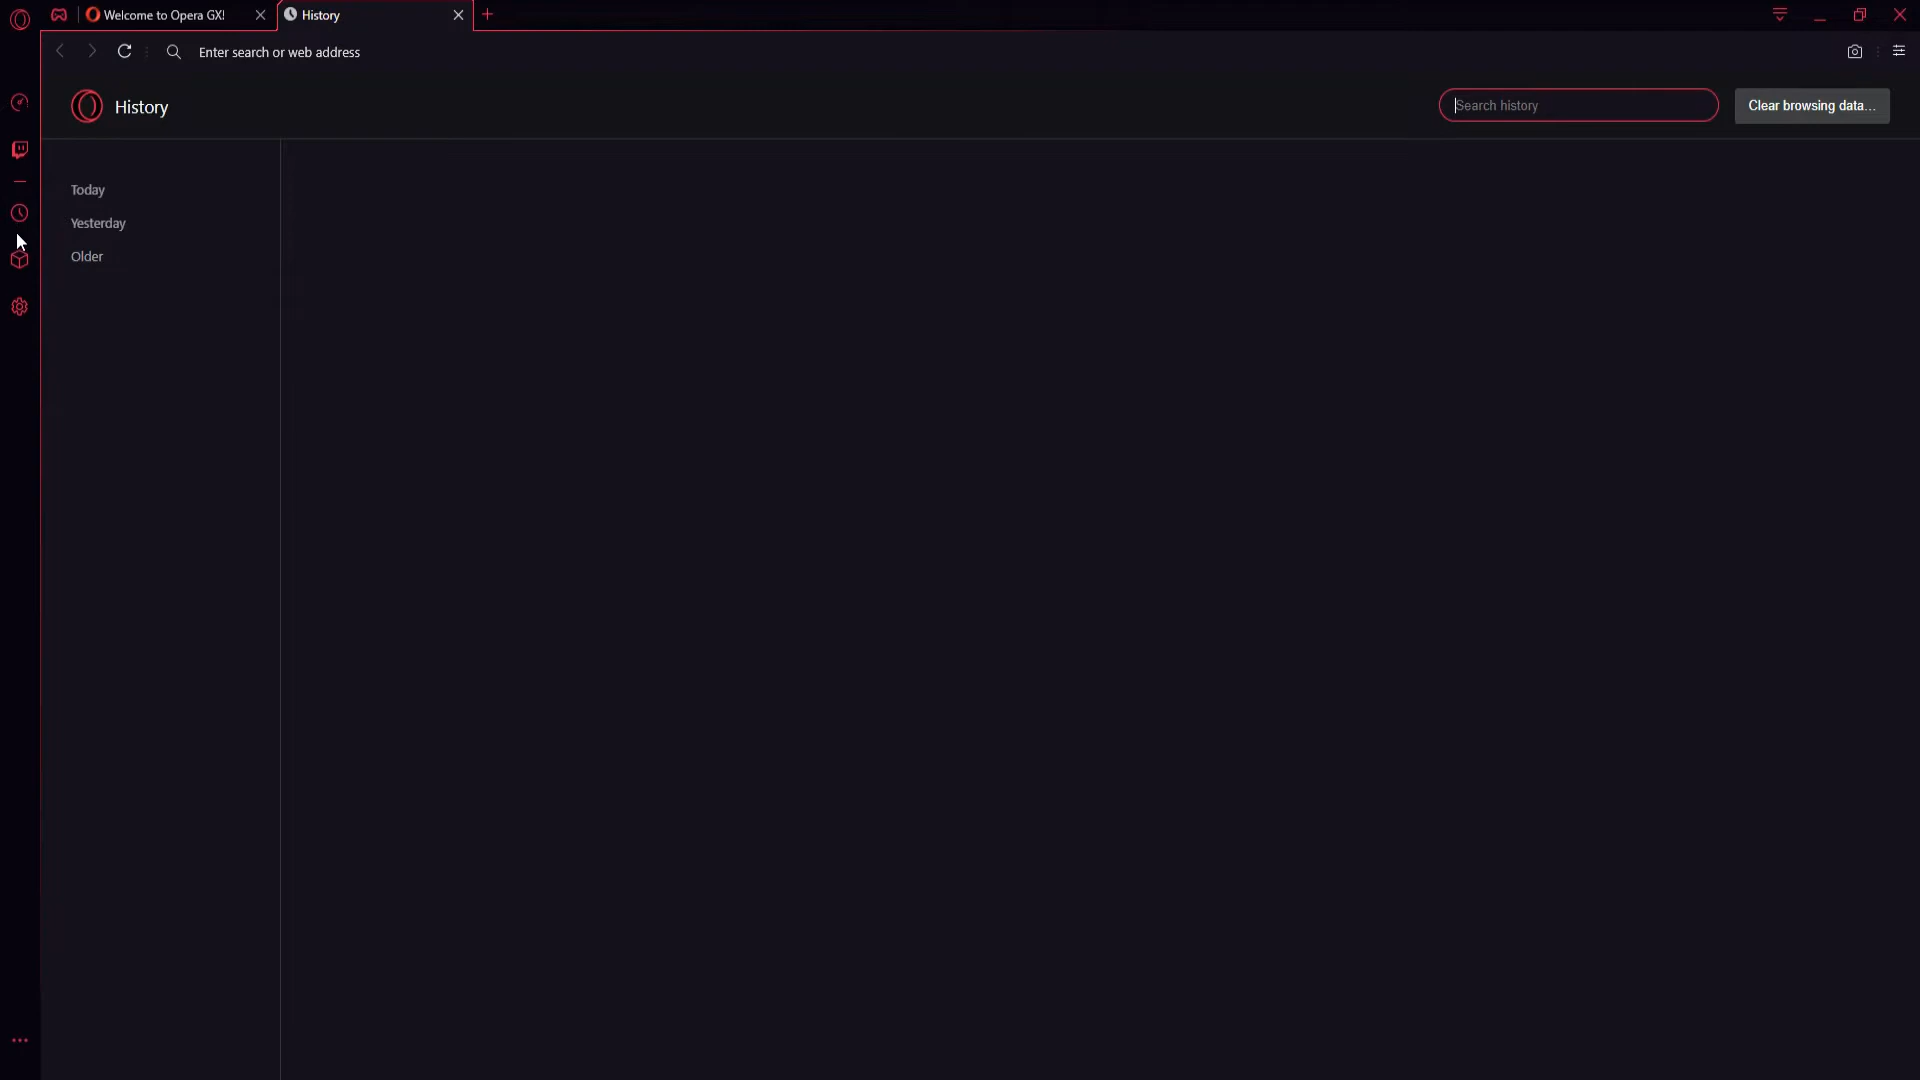 Welcome to Opera GX!
History
Enter search or web address
History
Search history
Clear browsing data...
Today
Yesterday
Older